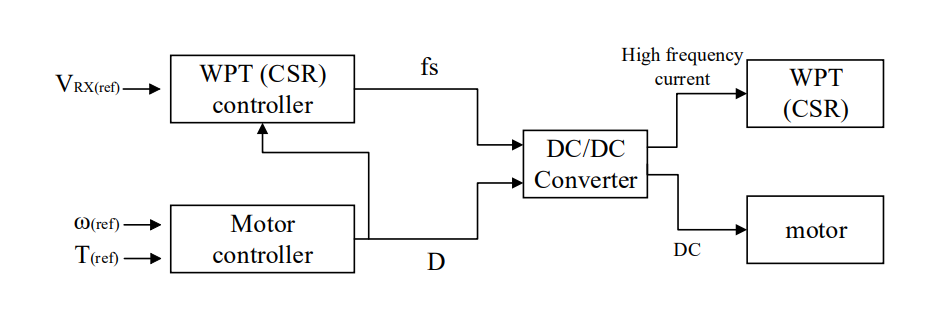 VRX(ref)
WPT (CSR)
controller
fs
High frequency
current
WPT
(CSR)
DC/DC
Converter
ω(ref)
T(ref)
Motor
controller
D
motor
DC